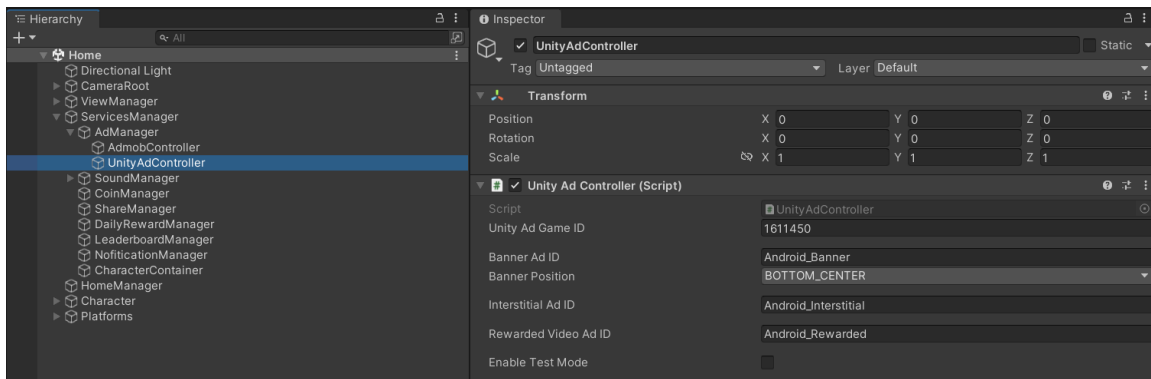 Hierarchy
All
Home
Directional Light
CameraRoot
ViewManager
ServicesManager
AdManager
AdmobController
UnityAdController
SoundManager
CoinManager
ShareManager
DailyRewardManager
LeaderboardManager
NofiticationManager
CharacterContainer
HomeManager
Character
Platforms
Inspector
UnityAdController Static
Tag Untagged Layer Default
Transform
Position X 0 Y 0 Z 0
Rotation X 0 Y 0 Z 0
Scale X 1 Y 1 Z 1
# Unity Ad Controller (Script)
Script # UnityAdController
Unity Ad Game ID 1611450
Banner Ad ID Android_Banner
Banner Position BOTTOM_CENTER
Interstitial Ad ID Android_Interstitial
Rewarded Video Ad ID Android_Rewarded
Enable Test Mode